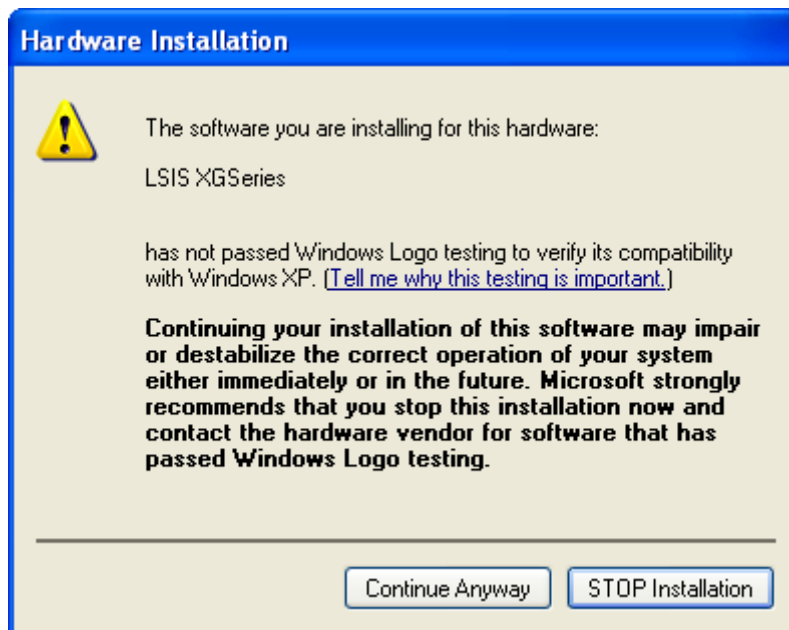 Hardware Installation
The software you are installing for this hardware:
LSIS XGSeries
has not passed Windows Logo testing to verify its compatibility
with Windows XP. (Tell me why this testing is important.)
Continuing your installation of this software may impair
or destabilize the correct operation of your system
either immediately or in the future. Microsoft strongly
recommends that you stop this installation now and
contact the hardware vendor for software that has
passed Windows Logo testing.
Continue Anyway STOP Installation